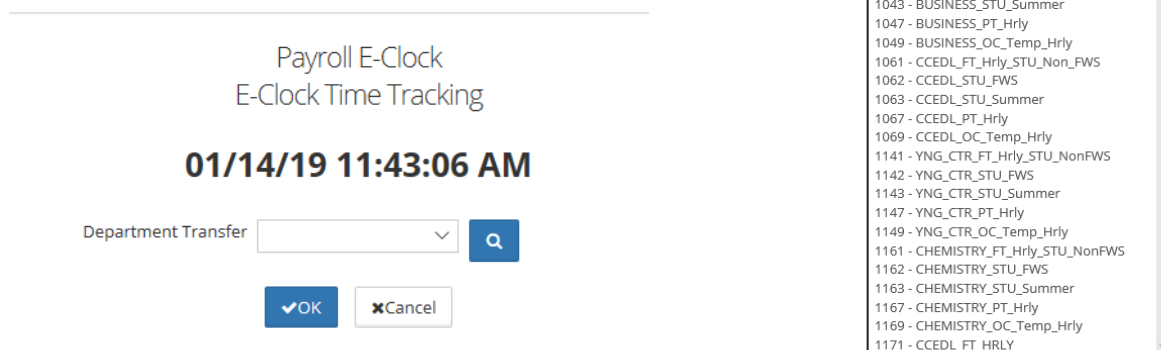 Payroll E-Clock
E-Clock Time Tracking
01/14/19 11:43:06 AM
Department Transfer
OK
Cancel
1043 - BUSINESS_STU_Summer
1047 - BUSINESS_PT_Hrly
1049 - BUSINESS_OC_Temp_Hrly
1061 - CCEDL_FT_Hrly_STU_Non_FWS
1062 - CCEDL_STU_FWS
1063 - CCEDL_STU_Summer
1067 - CCEDL_PT_Hrly
1069 - CCEDL_OC_Temp_Hrly
1141 - YNG_CTR_FT_Hrly_STU_NonFWS
1142 - YNG_CTR_STU_FWS
1143 - YNG_CTR_STU_Summer
1147 - YNG_CTR_PT_Hrly
1149 - YNG_CTR_OC_Temp_Hrly
1161 - CHEMISTRY_FT_Hrly_STU_NonFWS
1162 - CHEMISTRY_STU_FWS
1163 - CHEMISTRY_STU_Summer
1167 - CHEMISTRY_PT_Hrly
1169 - CHEMISTRY_OC_Temp_Hrly
1171 - CCEDL_FT_HRLY